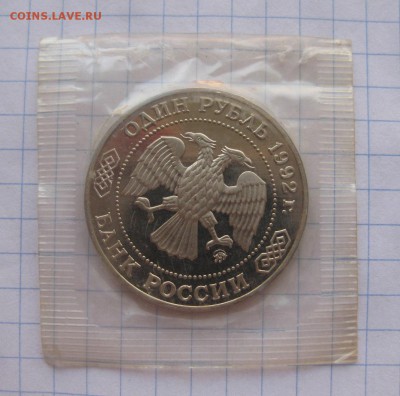 COINS.LAVE.RU
ОДИН РУБЛЬ 1992 г.
БАНК РОССИИ